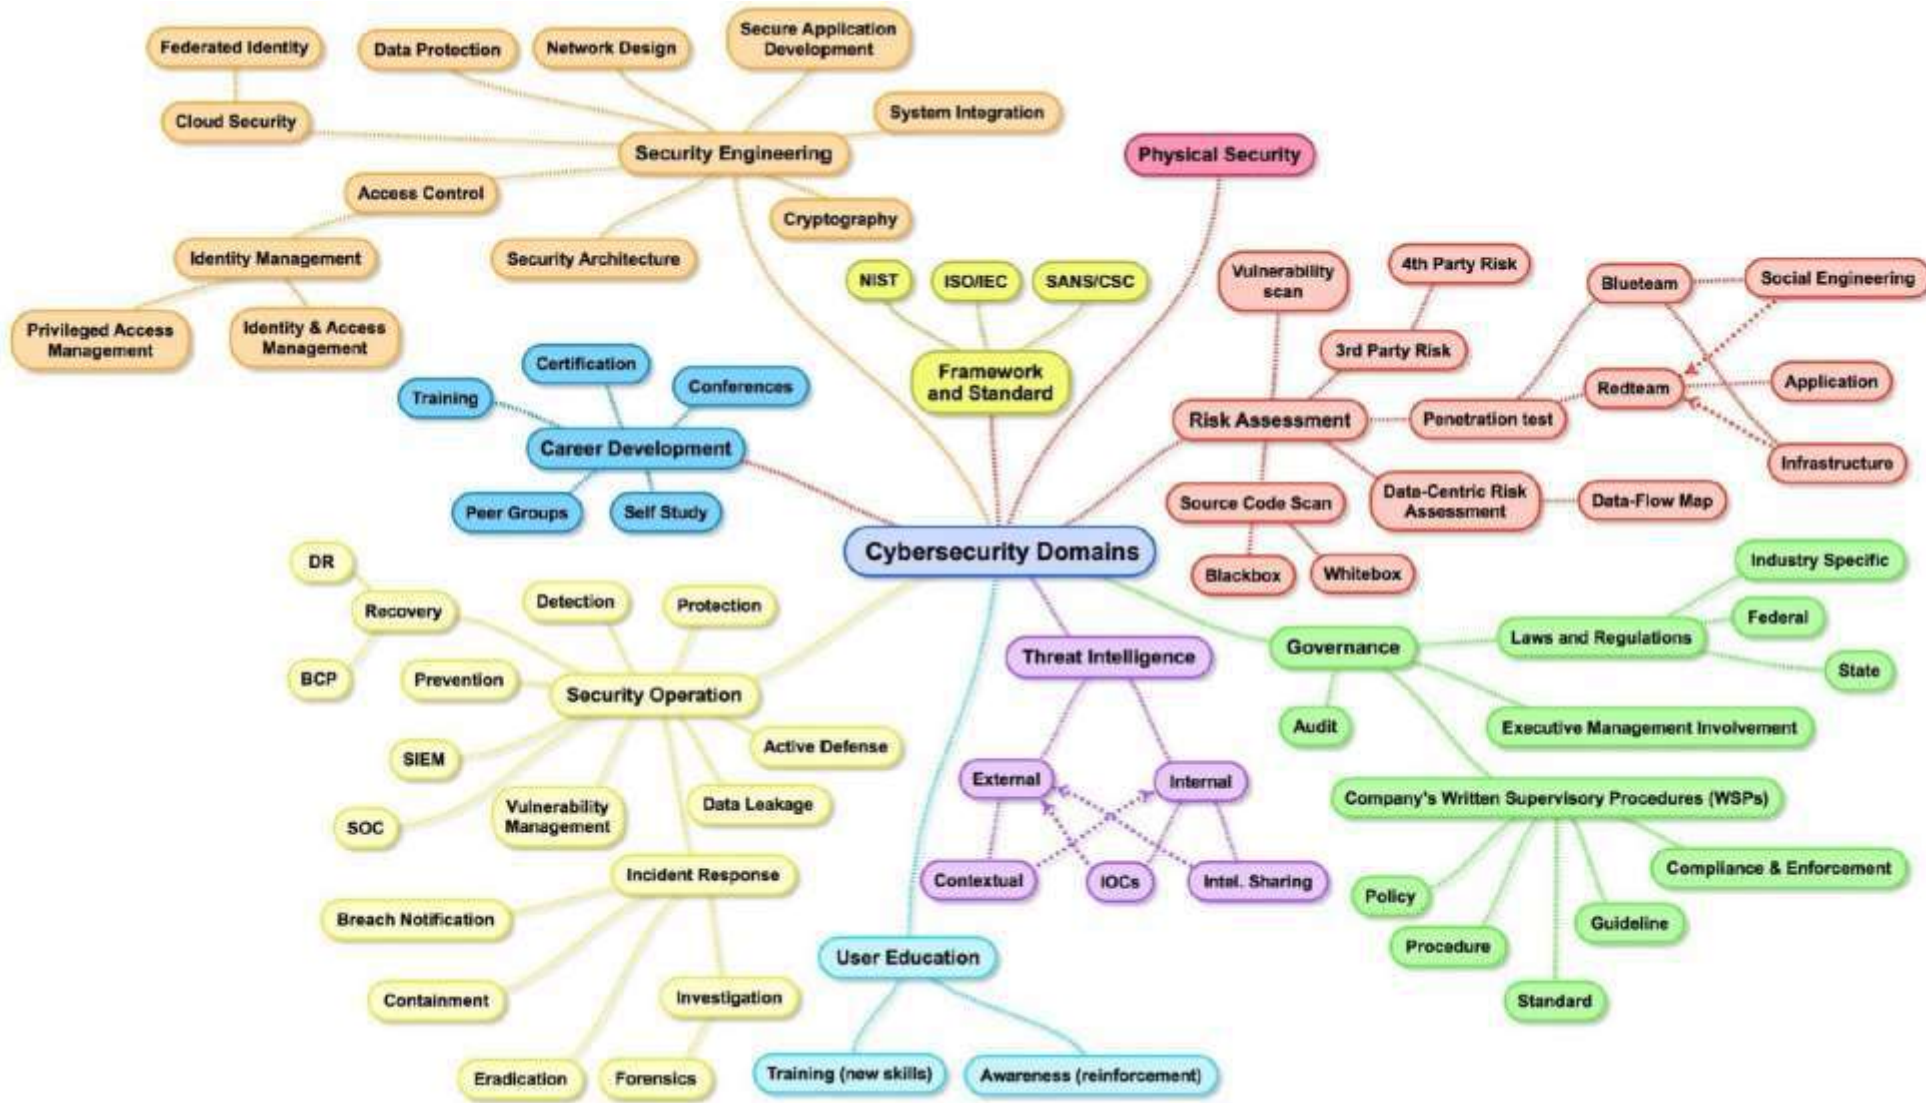 Federated Identity
Data Protection
Network Design
Secure Application
Development
Cloud Security
System Integration
Security Engineering
Access Control
Cryptography
Identity Management
Security Architecture
Privileged Access
Management
Identity & Access
Management
Physical Security
NIST
ISO/IEC
SANS/CSC
Framework
and Standard
Certification
Training
Conferences
Career Development
Peer Groups
Self Study
Vulnerability
scan
4th Party Risk
3rd Party Risk
Blueteam
Social Engineering
Redteam
Application
Risk Assessment
Penetration test
Infrastructure
Source Code Scan
Data-Centric Risk
Assessment
Data-Flow Map
Blackbox
Whitebox
Cybersecurity Domains
DR
Recovery
Detection
Protection
BCP
Prevention
Security Operation
SIEM
Active Defense
SOC
Vulnerability
Management
Data Leakage
Incident Response
Breach Notification
Containment
Investigation
Eradication
Forensics
Threat Intelligence
External
Internal
Contextual
IOCs
Intel. Sharing
User Education
Training (new skills)
Awareness (reinforcement)
Industry Specific
Federal
Laws and Regulations
Governance
State
Audit
Executive Management Involvement
Company's Written Supervisory Procedures (WSPs)
Compliance & Enforcement
Policy
Guideline
Procedure
Standard